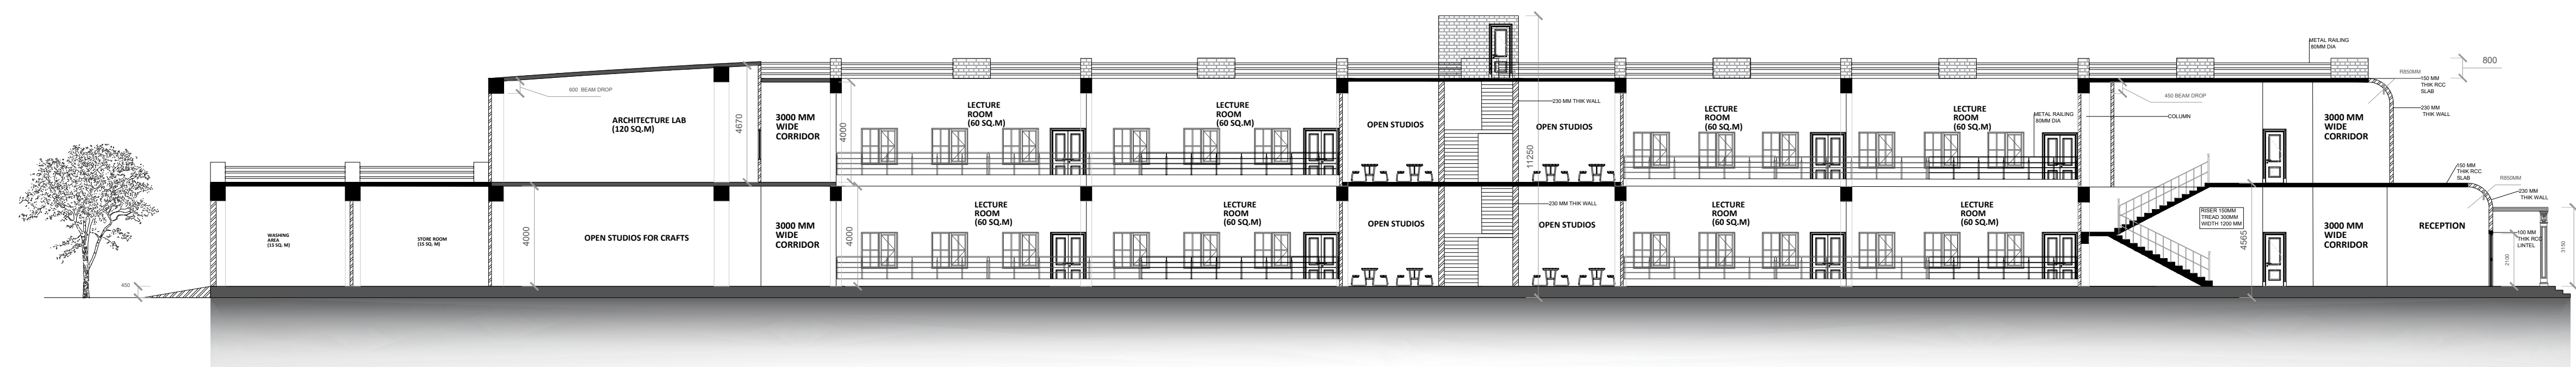 METAL RAILING
80MM DIA
800
R850MM
150 MM
THIK RCC
SLAB
600 BEAM DROP
450 BEAM DROP
230 MM
THIK WALL
ARCHITECTURE LAB
(120 SQ.M)
4670
3000 MM
WIDE
CORRIDOR
4000
LECTURE
ROOM
(60 SQ.M)
LECTURE
ROOM
(60 SQ.M)
OPEN STUDIOS
230 MM THIK WALL
11250
OPEN STUDIOS
LECTURE
ROOM
(60 SQ.M)
LECTURE
ROOM
(60 SQ.M)
METAL RAILING
80MM DIA
COLUMN
3000 MM
WIDE
CORRIDOR
150 MM
THIK RCC
SLAB
R850MM
230 MM
THIK WALL
WASHING
AREA
(15 SQ. M)
STORE ROOM
(15 SQ. M)
4000
OPEN STUDIOS FOR CRAFTS
3000 MM
WIDE
CORRIDOR
4000
LECTURE
ROOM
(60 SQ.M)
LECTURE
ROOM
(60 SQ.M)
OPEN STUDIOS
230 MM THIK WALL
OPEN STUDIOS
LECTURE
ROOM
(60 SQ.M)
LECTURE
ROOM
(60 SQ.M)
RISER 150MM
TREAD 300MM
WIDTH 1200 MM
4565
3000 MM
WIDE
CORRIDOR
RECEPTION
100 MM
THIK RCC
LINTEL
2100
3150
450